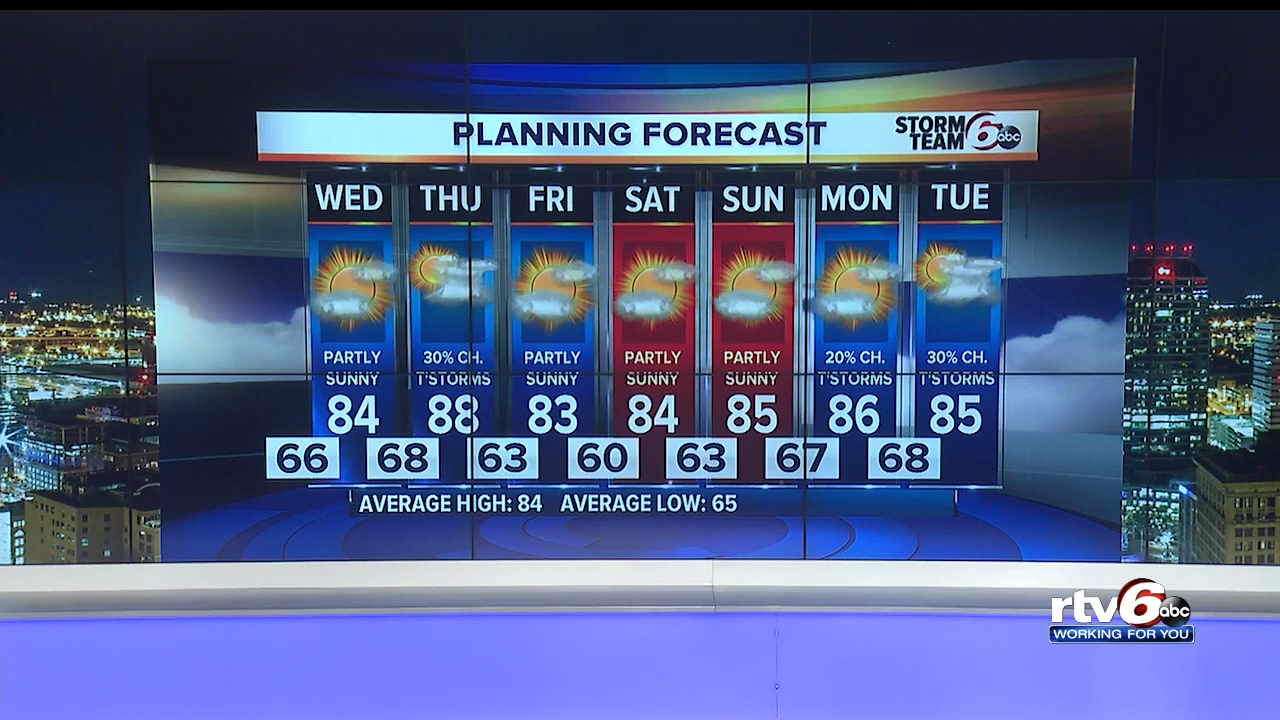 PLANNING FORECAST
STORM TEAM 6 abc
WED THU FRI SAT SUN MON TUE
PARTLY 30% CH. PARTLY PARTLY PARTLY 20% CH. 30% CH.
SUNNY T'STORMS SUNNY SUNNY SUNNY T'STORMS T'STORMS
84 88 83 84 85 86 85
66 68 63 60 63 67 68
AVERAGE HIGH: 84 AVERAGE LOW: 65
rtv6 abc
WORKING FOR YOU